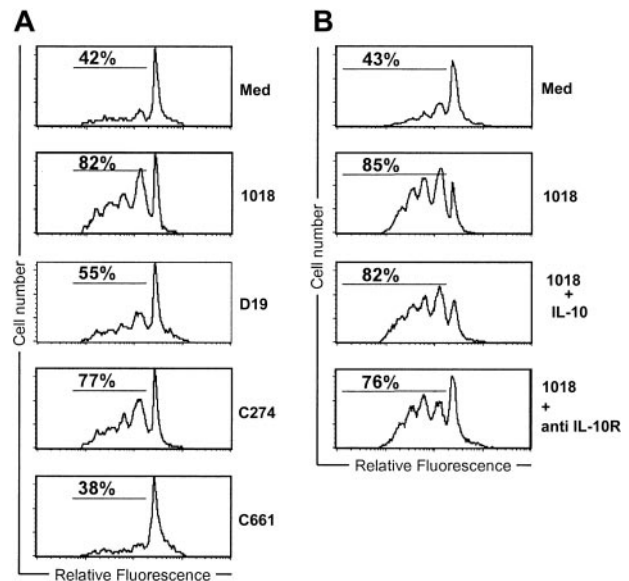 A
Cell number
42%
Med
82%
1018
55%
D19
77%
C274
38%
C661
Relative Fluorescence
B
Cell number
43%
Med
85%
1018
82%
1018
+
IL-10
76%
1018
+
anti IL-10R
Relative Fluorescence